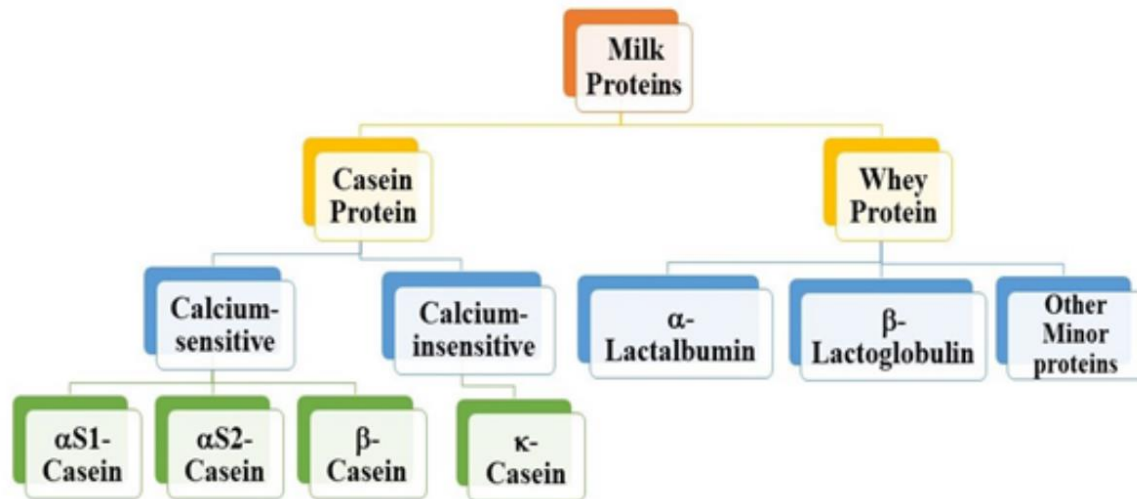 Milk
Proteins
Casein
Protein
Whey
Protein
Calcium-
sensitive
Calcium-
insensitive
α-
Lactalbumin
β-
Lactoglobulin
Other
Minor
proteins
αS1-
Casein
αS2-
Casein
β-
Casein
κ-
Casein